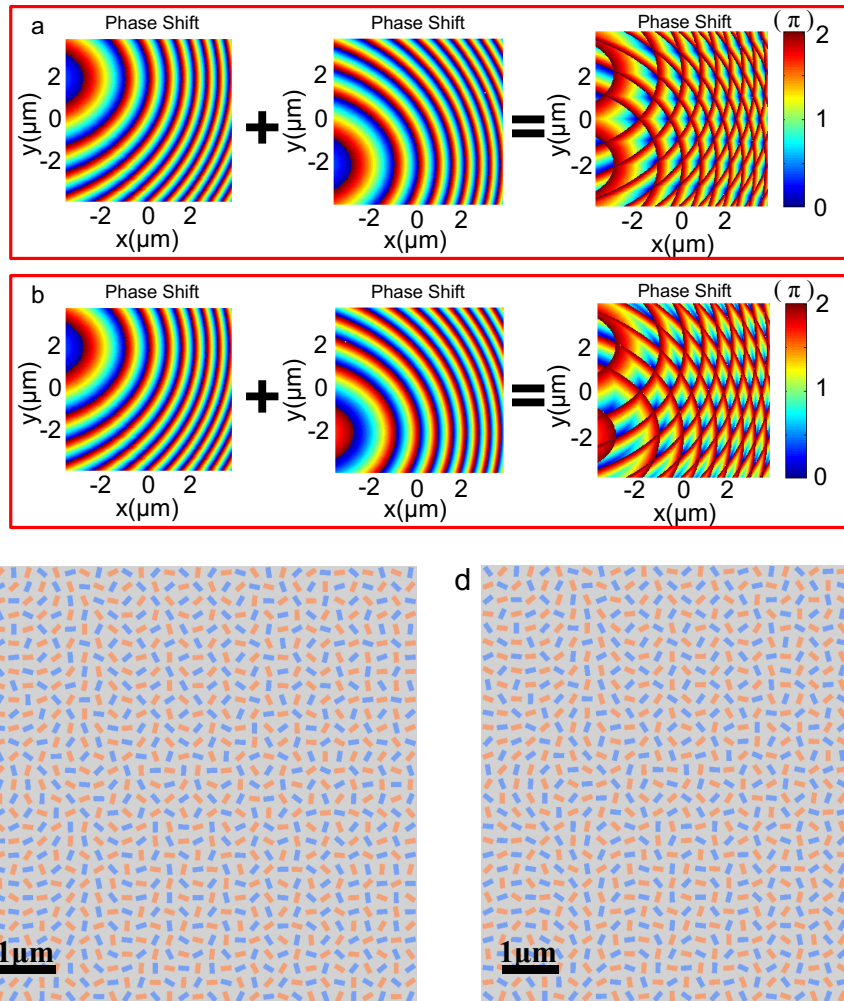 a
Phase Shift
Phase Shift
Phase Shift
(π)
y(μm)
2
0
-2
-2 0 2
x(μm)
+
y(μm)
2
0
-2
-2 0 2
x(μm)
=
y(μm)
2
0
-2
-2 0 2
x(μm)
2
1
0
b
Phase Shift
Phase Shift
Phase Shift
(π)
y(μm)
2
0
-2
-2 0 2
x(μm)
+
y(μm)
2
0
-2
-2 0 2
x(μm)
=
y(μm)
2
0
-2
-2 0 2
x(μm)
2
1
0
d
1μm
1μm